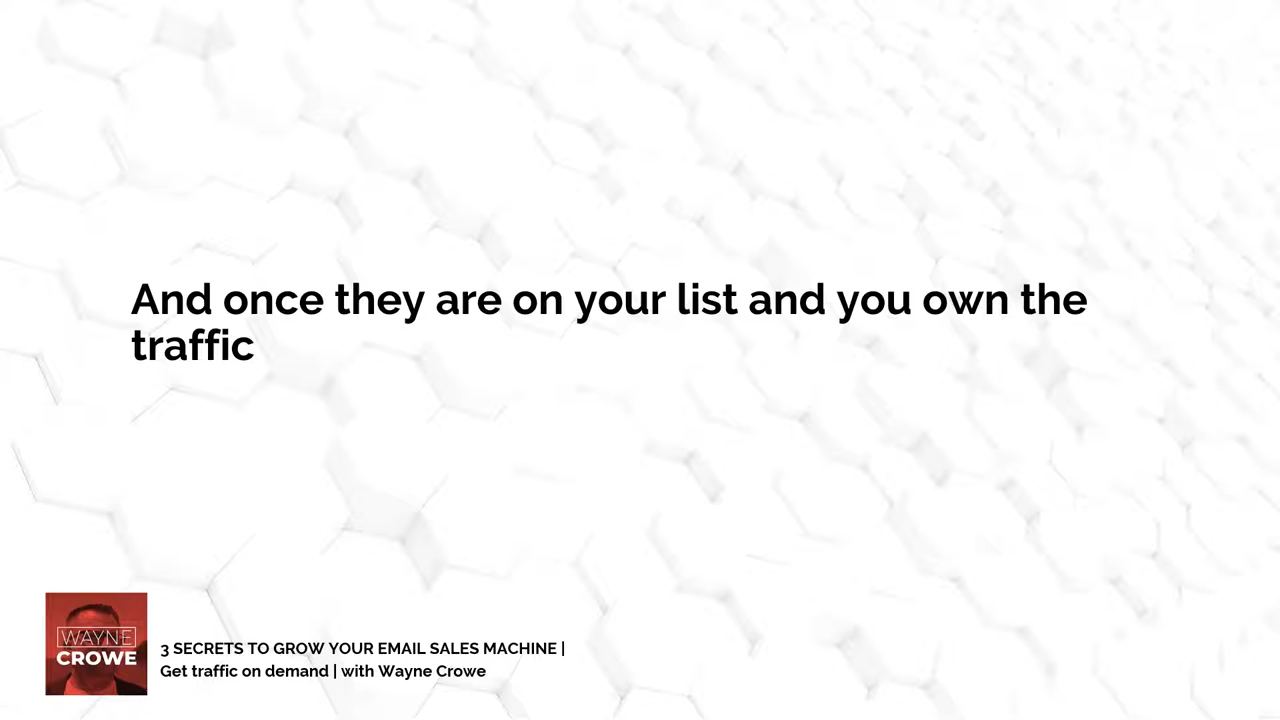 And once they are on your list and you own the
traffic
WAYNE
CROWE
3 SECRETS TO GROW YOUR EMAIL SALES MACHINE |
Get traffic on demand | with Wayne Crowe